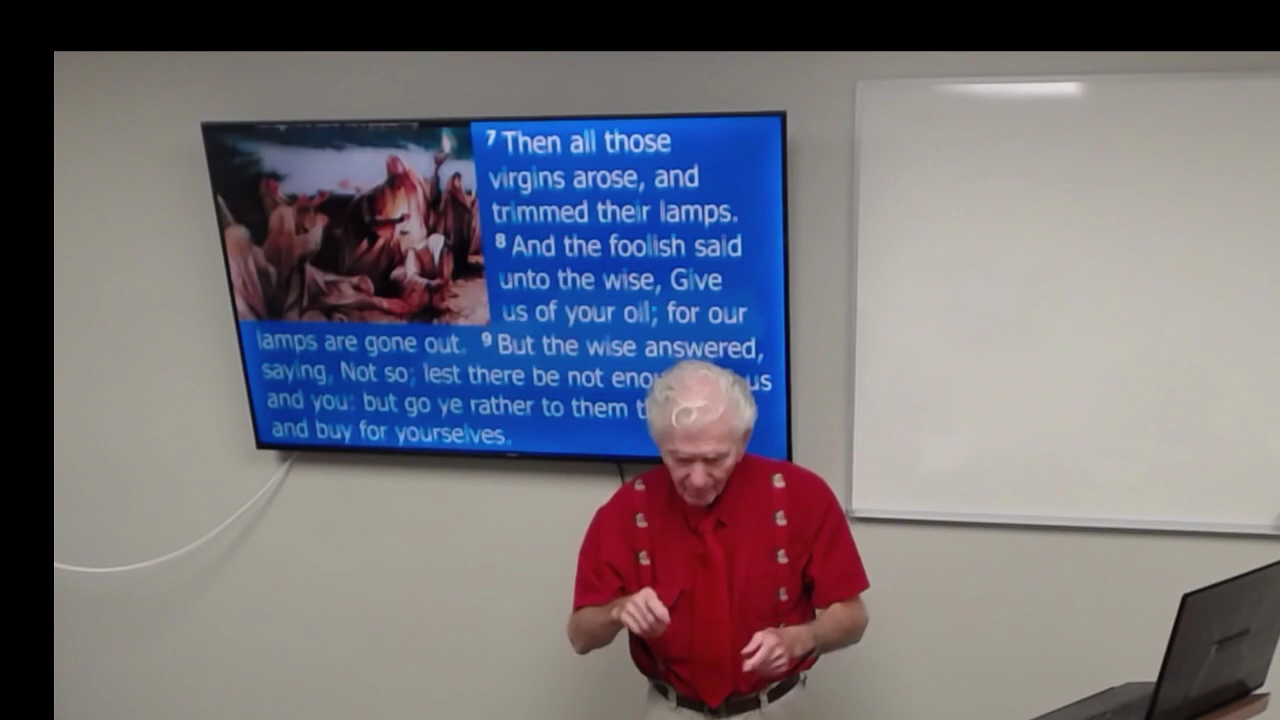 7 Then all those
virgins arose, and
trimmed their lamps.
8 And the foolish said
unto the wise, Give
us of your oil; for our
lamps are gone out. 9 But the wise answered,
saying, Not so; lest there be not eno us
and you: but go ye rather to them t
and buy for yourselves.